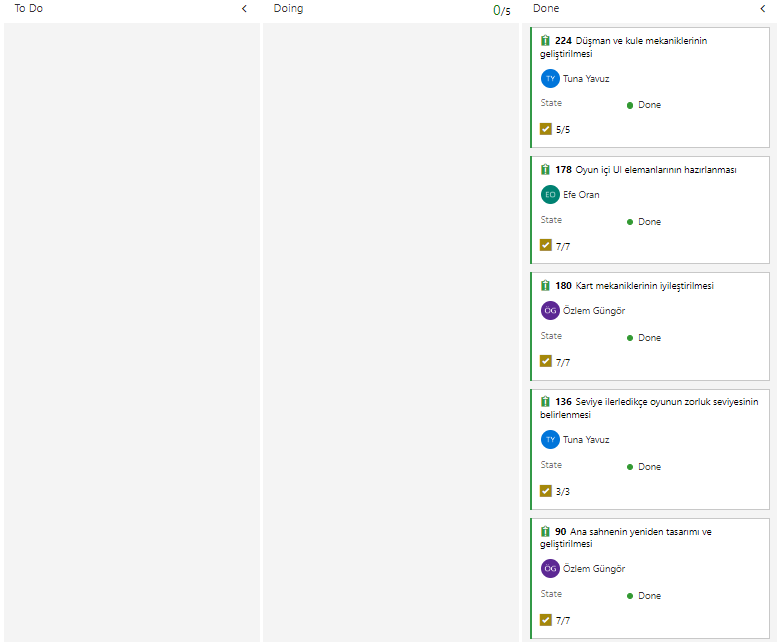 To Do
Doing
0/5
Done
224 Düşman ve kule mekaniklerinin
geliştirilmesi
TY Tuna Yavuz
State
Done
5/5
178 Oyun içi UI elemanlarının hazırlanması
EO Efe Oran
State
Done
7/7
180 Kart mekaniklerinin iyileştirilmesi
ÖG Özlem Güngör
State
Done
7/7
136 Seviye ilerledikçe oyunun zorluk seviyesinin
belirlenmesi
TY Tuna Yavuz
State
Done
3/3
90 Ana sahnenin yeniden tasarımı ve
geliştirilmesi
ÖG Özlem Güngör
State
Done
7/7